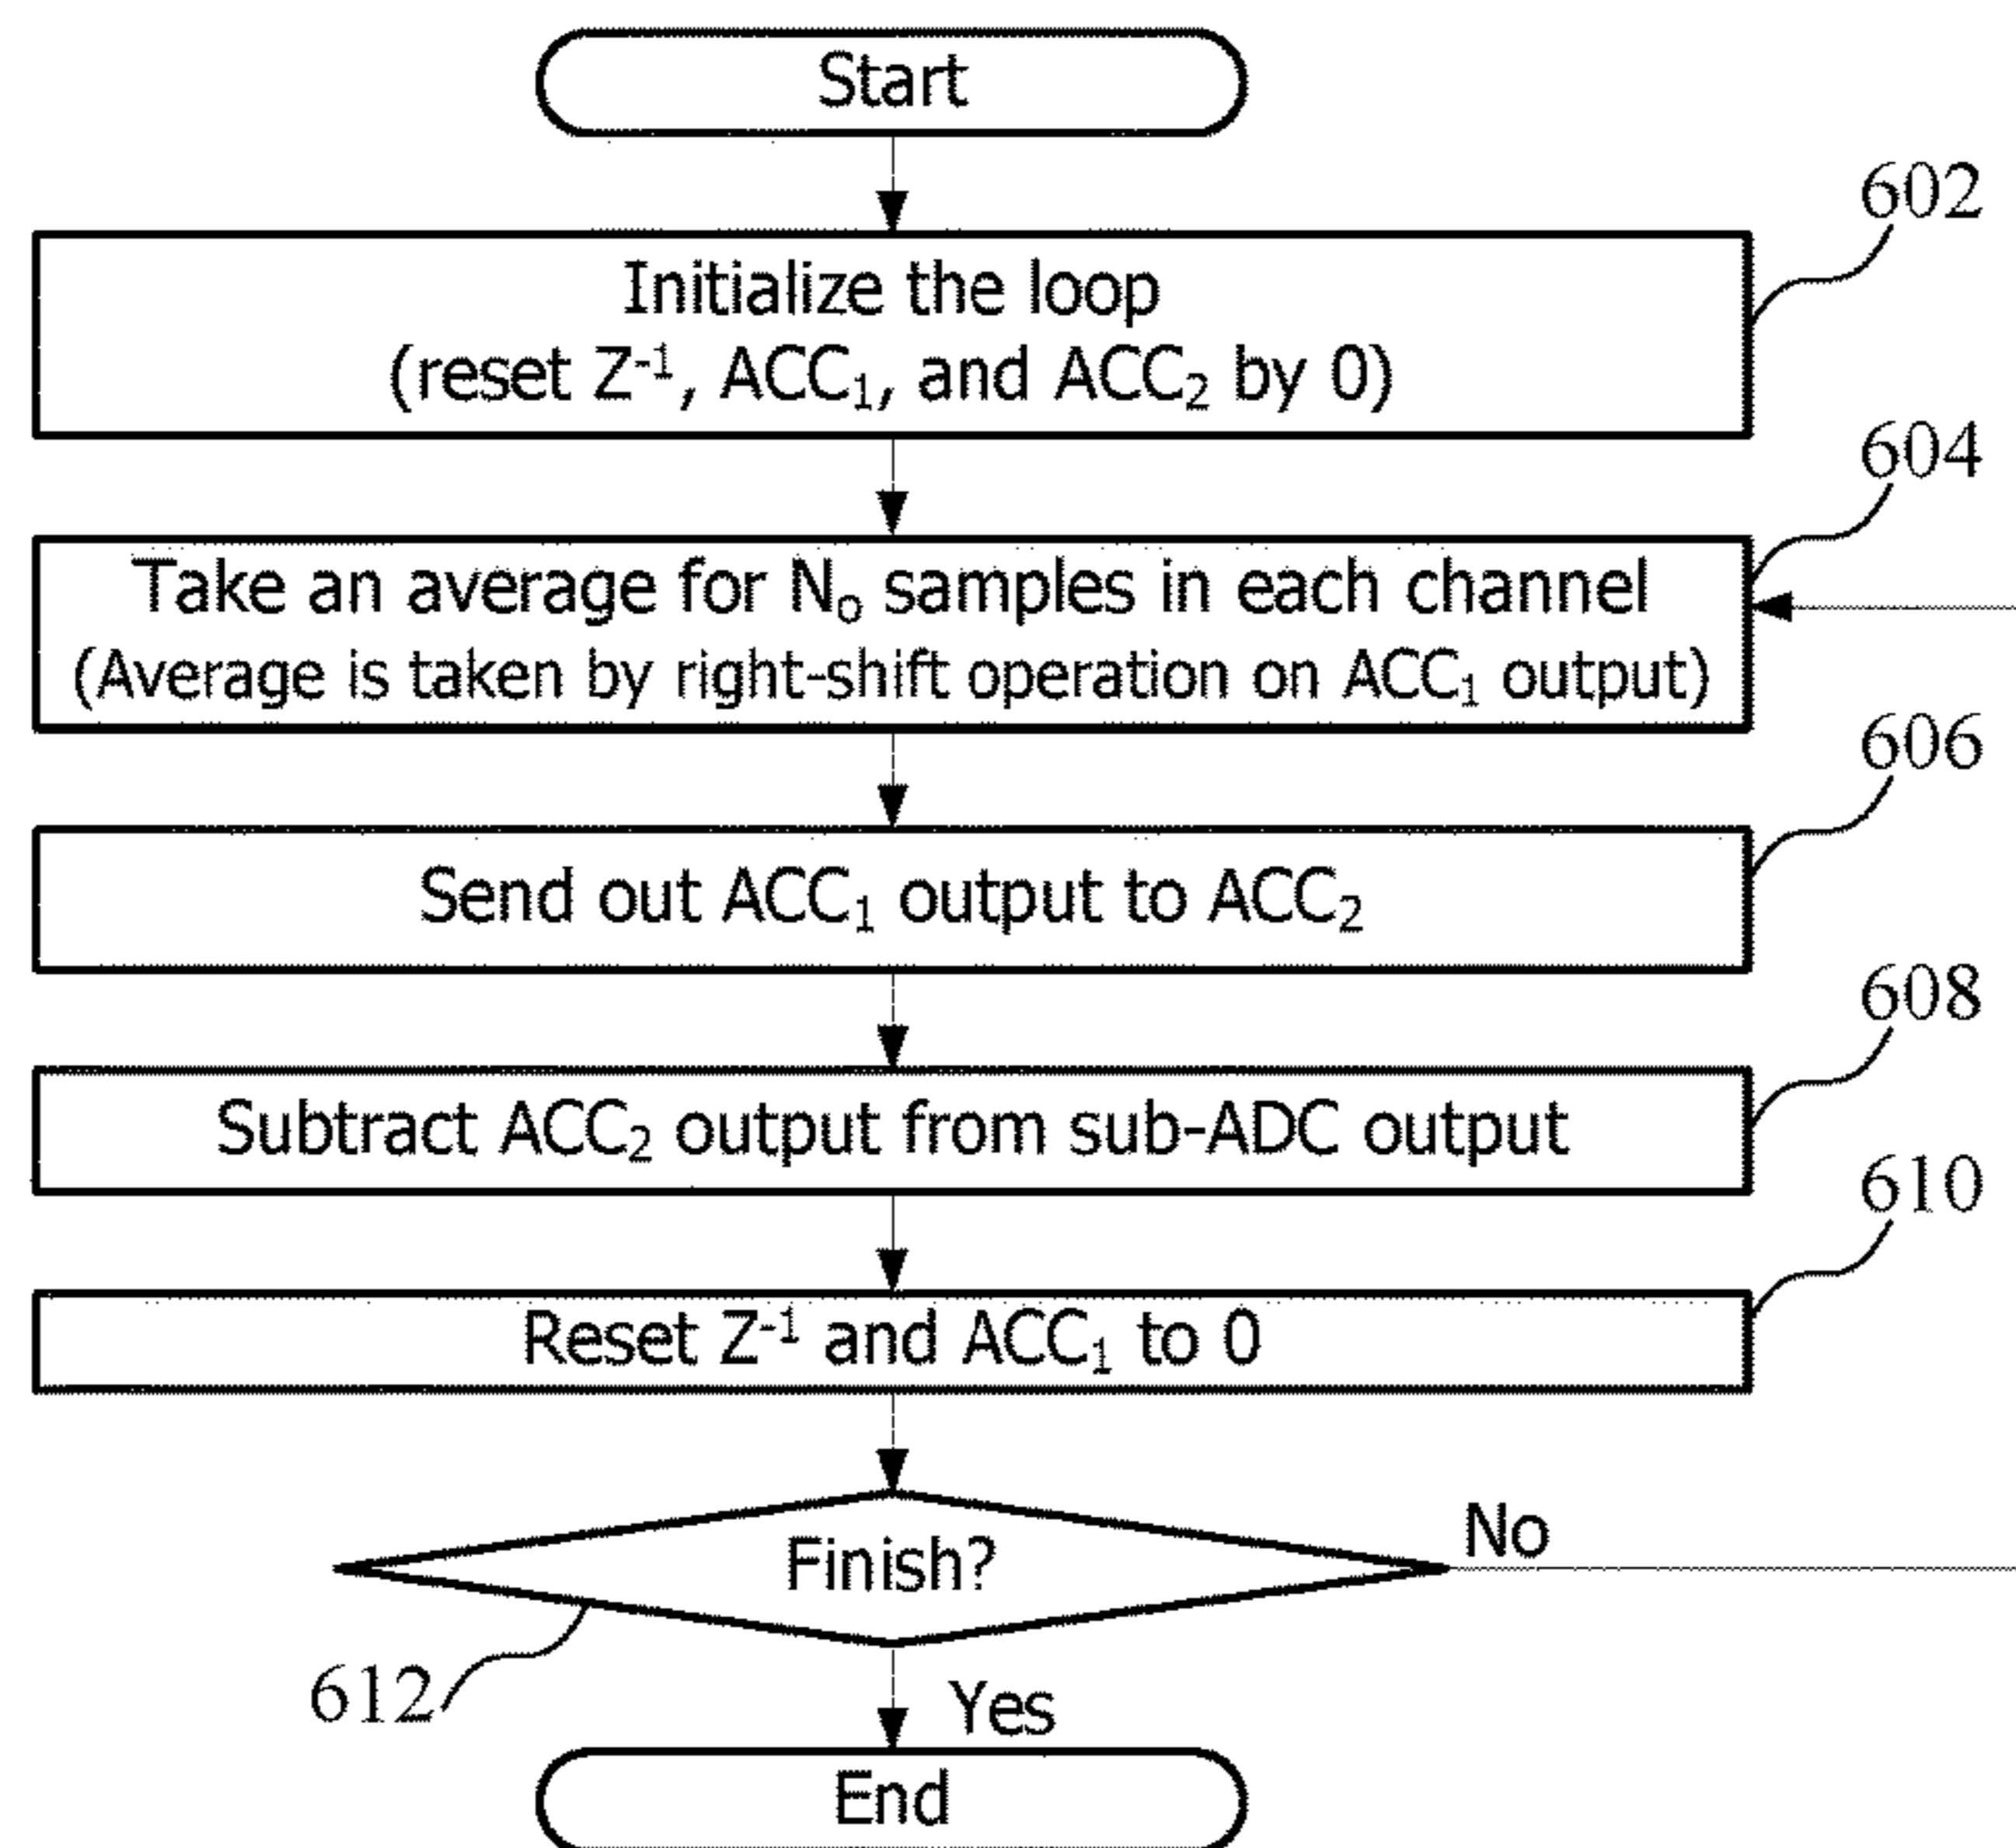 Start
602
Initialize the loop
(reset Z⁻¹, ACC₁, and ACC₂ by 0)
604
Take an average for Nₒ samples in each channel
(Average is taken by right-shift operation on ACC₁ output)
606
Send out ACC₁ output to ACC₂
608
Subtract ACC₂ output from sub-ADC output
610
Reset Z⁻¹ and ACC₁ to 0
Finish?
No
612
Yes
End